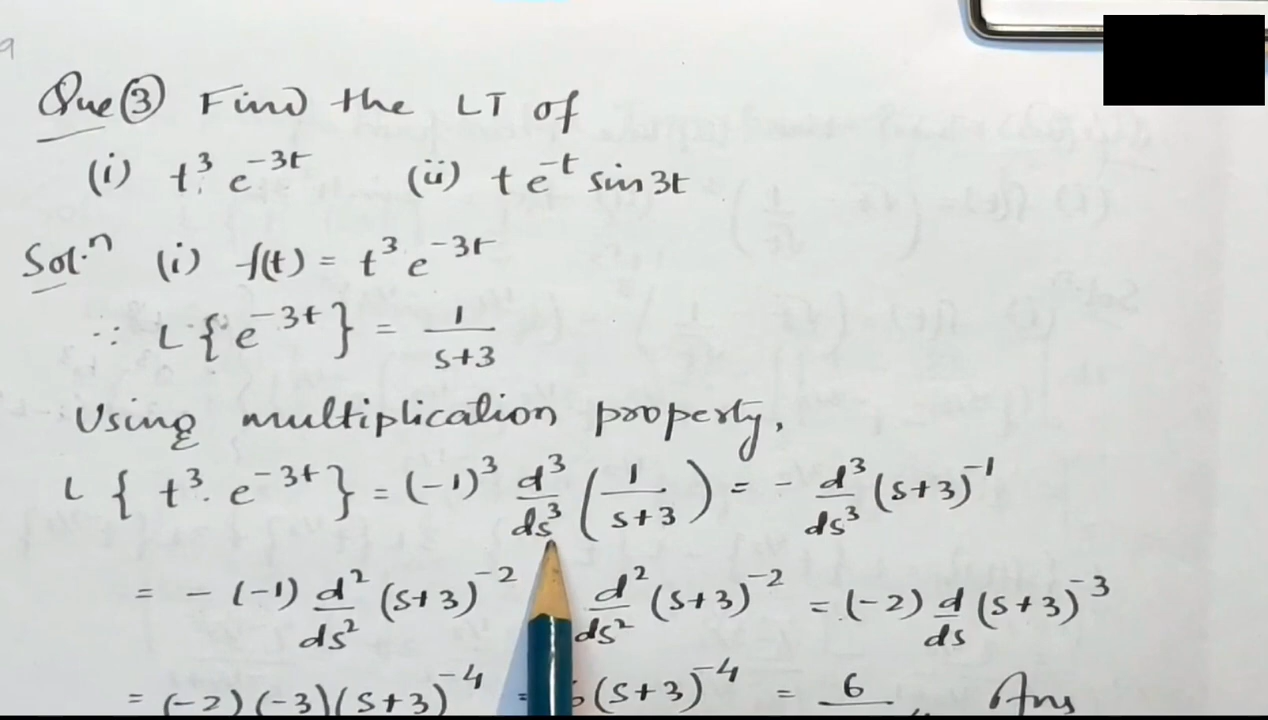 9
Que ③ Find the LT of
(i) t³ e^{-3t} (ii) t e^{-t} sin 3t
Sol.ⁿ (i) f(t) = t³ e^{-3t}
∵ L{e^{-3t}} = 1/(s+3)
Using multiplication property,
L{t³. e^{-3t}} = (-1)³ d³/ds³ (1/(s+3)) = - d³/ds³ (s+3)^{-1}
= - (-1) d²/ds² (s+3)^{-2} d²/ds² (s+3)^{-2} = (-2) d/ds (s+3)^{-3}
= (-2)(-3)(s+3)^{-4} = 6(s+3)^{-4} = 6 Ans